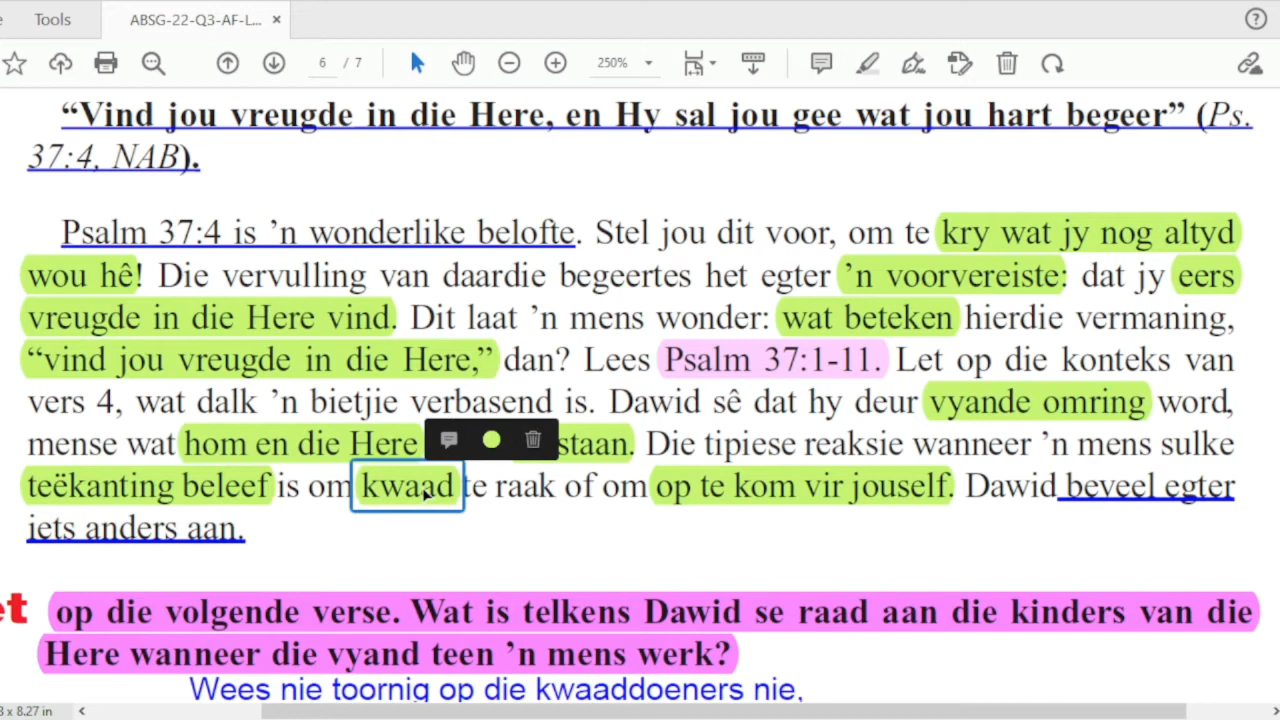 Tools
ABSG-22-Q3-AF-L... ×
6 / 7
250%
“Vind jou vreugde in die Here, en Hy sal jou gee wat jou hart begeer” (Ps.
37:4, NAB).
Psalm 37:4 is ’n wonderlike belofte. Stel jou dit voor, om te kry wat jy nog altyd
wou hê! Die vervulling van daardie begeertes het egter ’n voorvereiste: dat jy eers
vreugde in die Here vind. Dit laat ’n mens wonder: wat beteken hierdie vermaning,
“vind jou vreugde in die Here,” dan? Lees Psalm 37:1-11. Let op die konteks van
vers 4, wat dalk ’n bietjie verbasend is. Dawid sê dat hy deur vyande omring word,
mense wat hom en die Here staan. Die tipiese reaksie wanneer ’n mens sulke
teëkanting beleef is om kwaad te raak of om op te kom vir jouself. Dawid beveel egter
iets anders aan.
et op die volgende verse. Wat is telkens Dawid se raad aan die kinders van die
Here wanneer die vyand teen ’n mens werk?
Wees nie toornig op die kwaaddoeners nie,
x 8.27 in